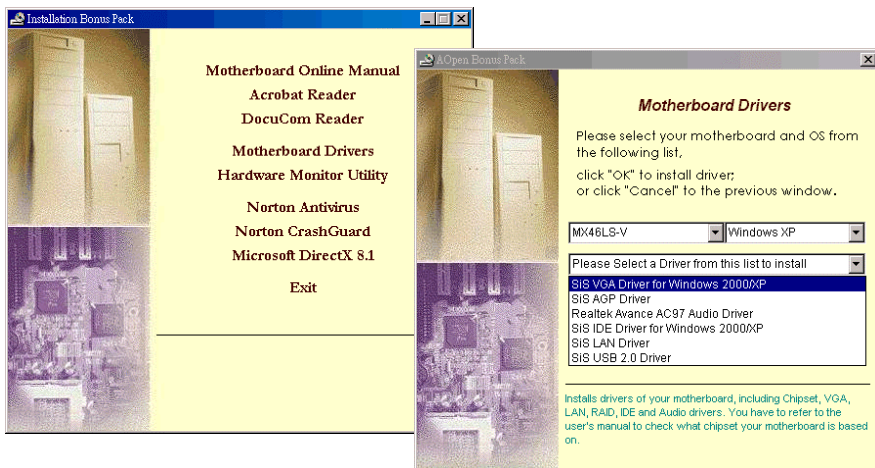 Installation Bonus Pack
Motherboard Online Manual
Acrobat Reader
DocuCom Reader
Motherboard Drivers
Hardware Monitor Utility
Norton Antivirus
Norton CrashGuard
Microsoft DirectX 8.1
Exit
AOpen Bonus Pack
Motherboard Drivers
Please select your motherboard and OS from
the following list,
click "OK" to install driver;
or click "Cancel" to the previous window.
MX46LS-V
Windows XP
Please Select a Driver from this list to install
SiS VGA Driver for Windows 2000/XP
SiS AGP Driver
Realtek Avance AC97 Audio Driver
SiS IDE Driver for Windows 2000/XP
SiS LAN Driver
SiS USB 2.0 Driver
Installs drivers of your motherboard, including Chipset, VGA,
LAN, RAID, IDE and Audio drivers. You have to refer to the
user's manual to check what chipset your motherboard is based
on.